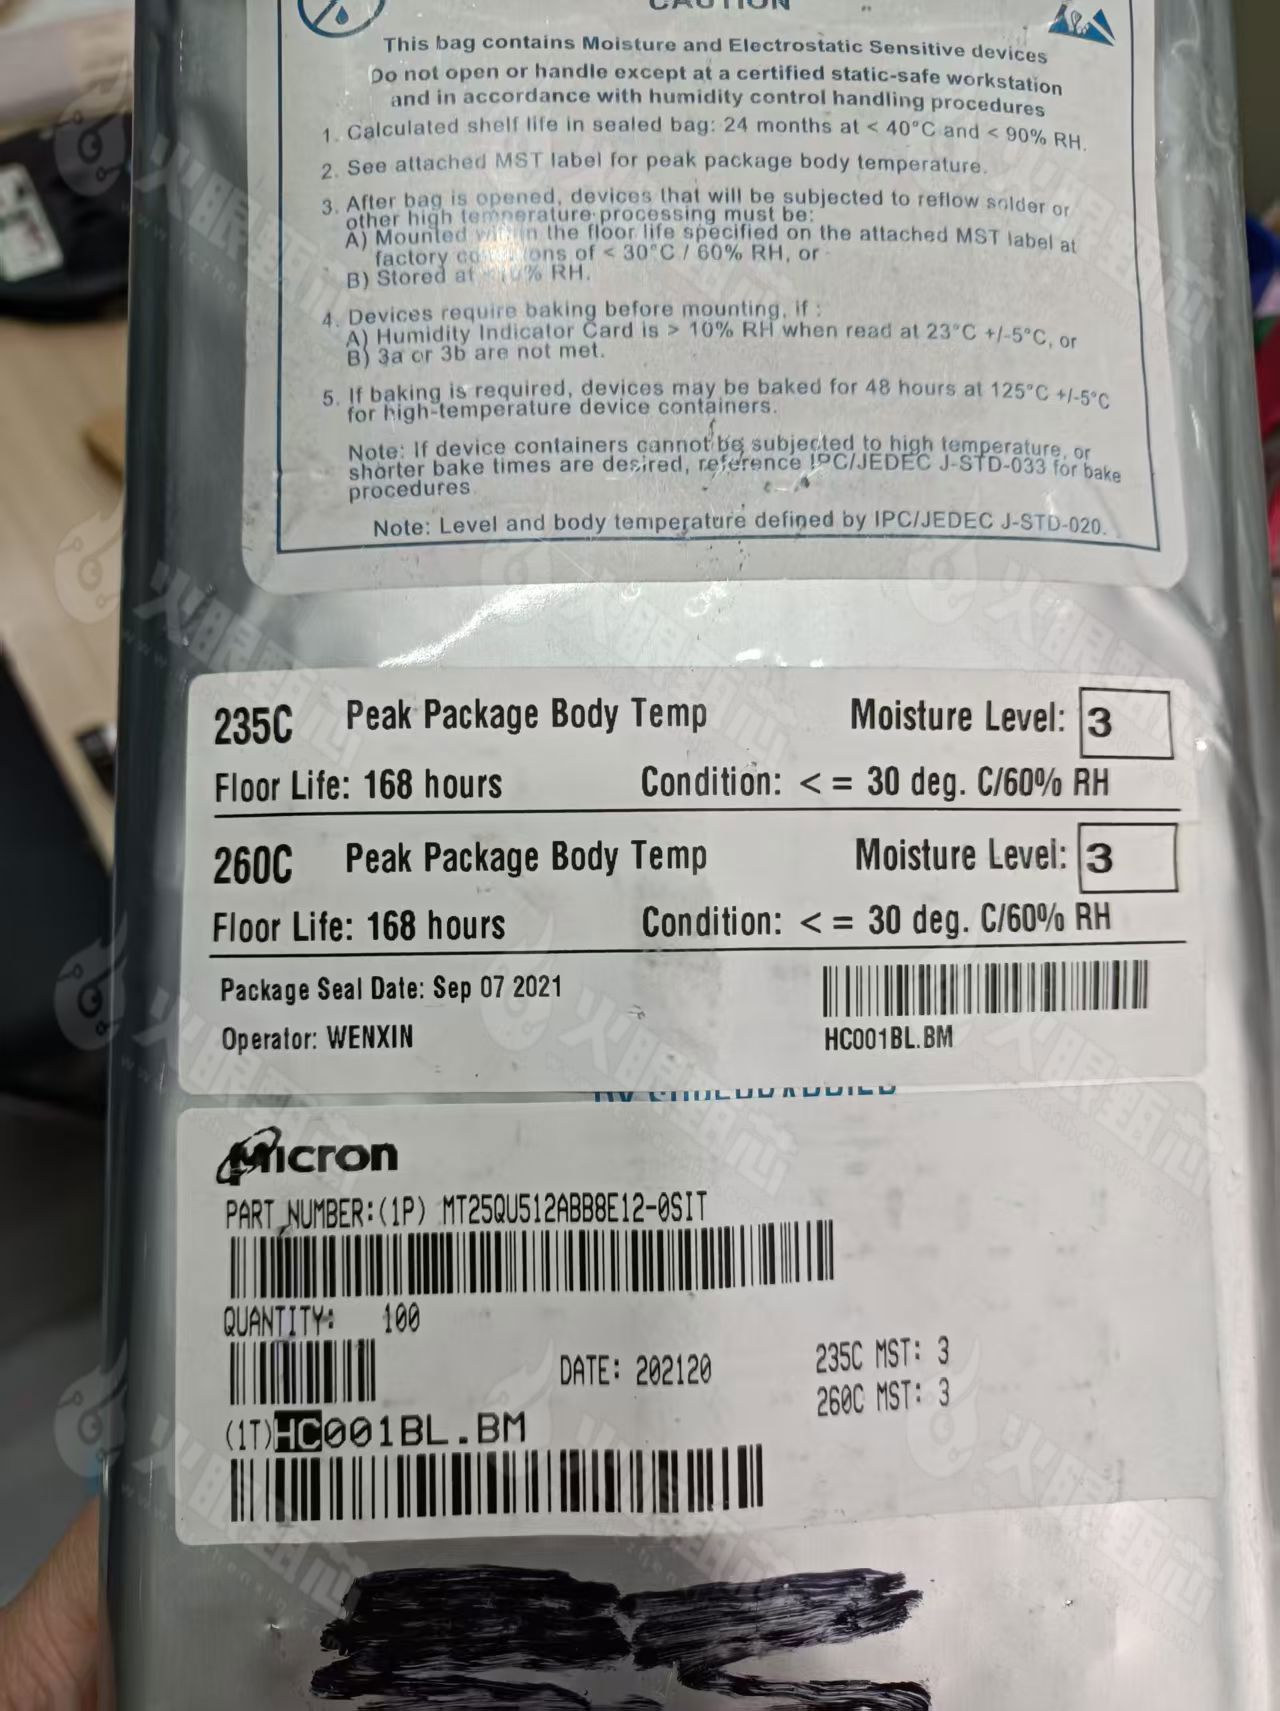 CAUTION
This bag contains Moisture and Electrostatic Sensitive devices
Do not open or handle except at a certified static-safe workstation
and in accordance with humidity control handling procedures
1. Calculated shelf life in sealed bag: 24 months at < 40°C and < 90% RH.
2. See attached MST label for peak package body temperature.
3. After bag is opened, devices that will be subjected to reflow solder or
other high temperature processing must be:
A) Mounted within the floor life specified on the attached MST label at
factory conditions of < 30°C / 60% RH, or
B) Stored at <10% RH.
4. Devices require baking before mounting, if :
A) Humidity Indicator Card is > 10% RH when read at 23°C +/-5°C, or
B) 3a or 3b are not met.
5. If baking is required, devices may be baked for 48 hours at 125°C +/-5°C
for high-temperature device containers.
Note: If device containers cannot be subjected to high temperature, or
shorter bake times are desired, reference IPC/JEDEC J-STD-033 for bake
procedures
Note: Level and body temperature defined by IPC/JEDEC J-STD-020.
235C Peak Package Body Temp Moisture Level: 3
Floor Life: 168 hours Condition: < = 30 deg. C/60% RH
260C Peak Package Body Temp Moisture Level: 3
Floor Life: 168 hours Condition: < = 30 deg. C/60% RH
Package Seal Date: Sep 07 2021
Operator: WENXIN HC001BL.BM
Micron
PART NUMBER:(1P) MT25QU512ABB8E12-0SIT
QUANTITY: 100
DATE: 202120 235C MST: 3
260C MST: 3
(1T)HC001BL.BM
火眼甄芯